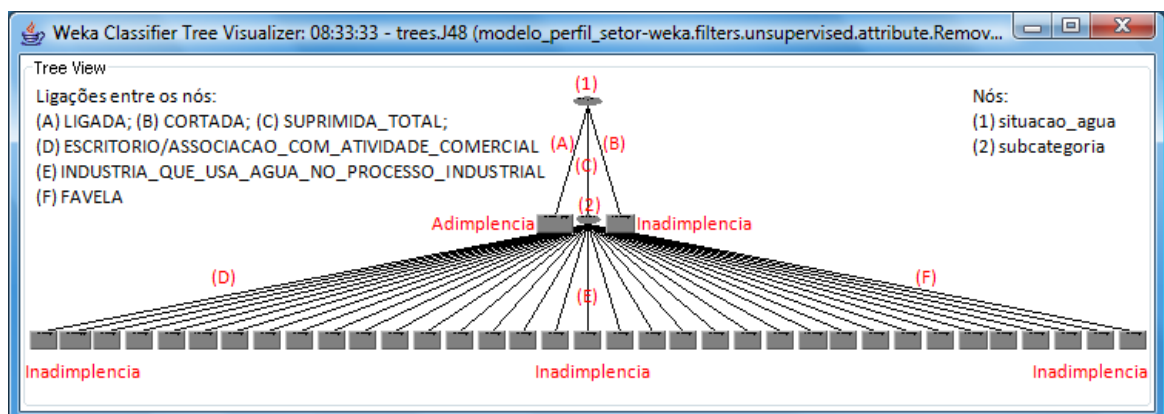 Weka Classifier Tree Visualizer: 08:33:33 - trees.J48 (modelo_perfil_setor-weka.filters.unsupervised.attribute.Remov...
Tree View
Ligações entre os nós:
(A) LIGADA; (B) CORTADA; (C) SUPRIMIDA_TOTAL;
(D) ESCRITORIO/ASSOCIACAO_COM_ATIVIDADE_COMERCIAL
(E) INDUSTRIA_QUE_USA_AGUA_NO_PROCESSO_INDUSTRIAL
(F) FAVELA
Nós:
(1) situacao_agua
(2) subcategoria
(1)
(A) (B)
(C)
(2)
Adimplencia Inadimplencia
(D) (F)
(E)
Inadimplencia Inadimplencia Inadimplencia